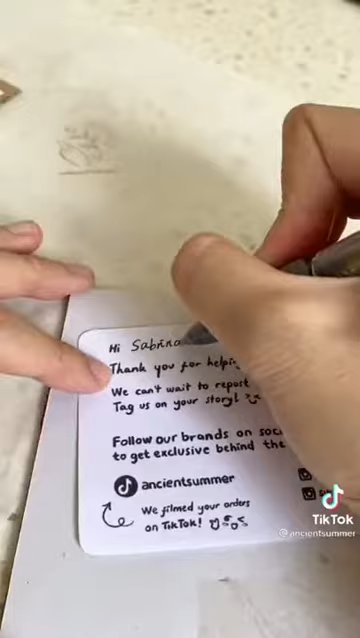 Hi Sabrina
Thank you for helpin
We can't wait to repost
Tag us on your story!
Follow our brands on soc
to get exclusive behind the
ancientsummer
We filmed your orders
on TikTok!
TikTok
@ancientsummer